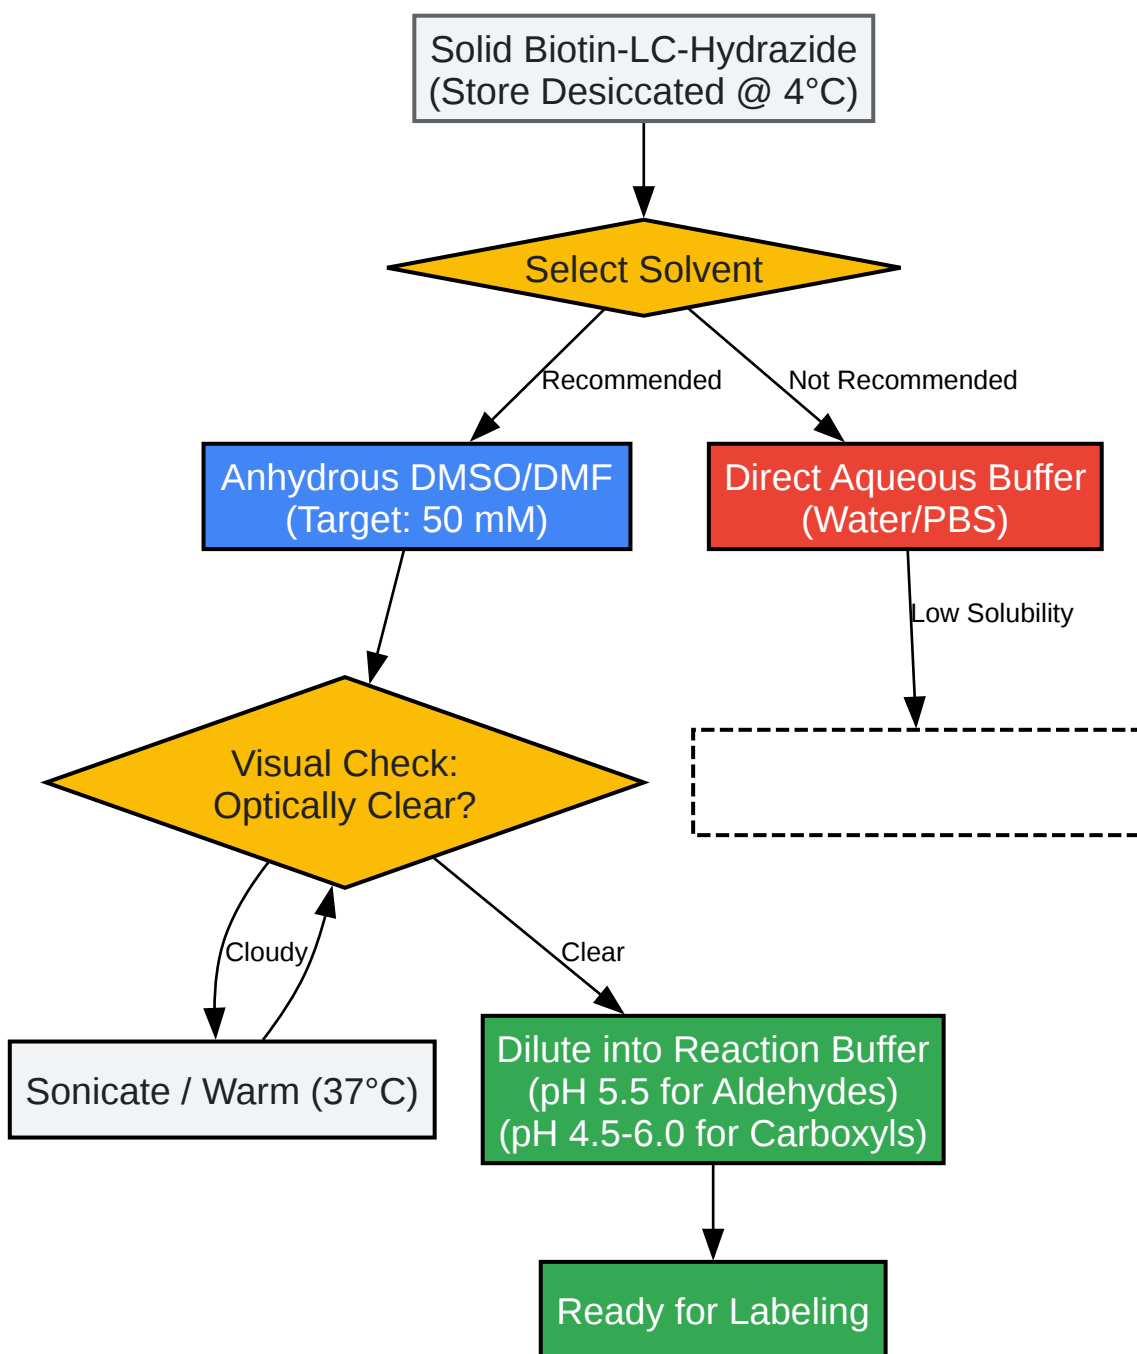 Solid Biotin-LC-Hydrazide
(Store Desiccated @ 4°C)
Select Solvent
Recommended
Not Recommended
Anhydrous DMSO/DMF
(Target: 50 mM)
Direct Aqueous Buffer
(Water/PBS)
Low Solubility
Visual Check:
Optically Clear?
Cloudy
Clear
Sonicate / Warm (37°C)
Dilute into Reaction Buffer
(pH 5.5 for Aldehydes)
(pH 4.5-6.0 for Carboxyls)
Ready for Labeling